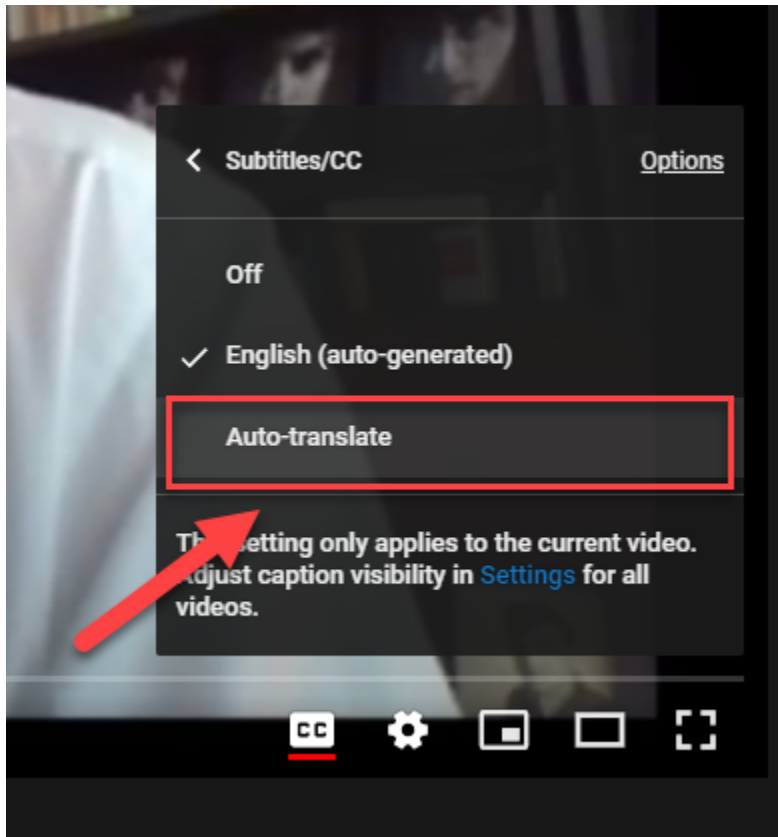 Subtitles/CC
Options
Off
English (auto-generated)
Auto-translate
setting only applies to the current video.
Adjust caption visibility in Settings for all
videos.
CC